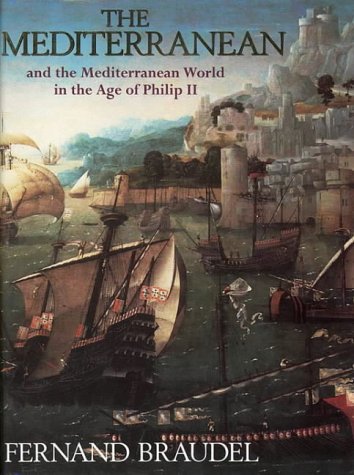 THE
MEDITERRANEAN
and the Mediterranean World
in the Age of Philip II
FERNAND BRAUDEL